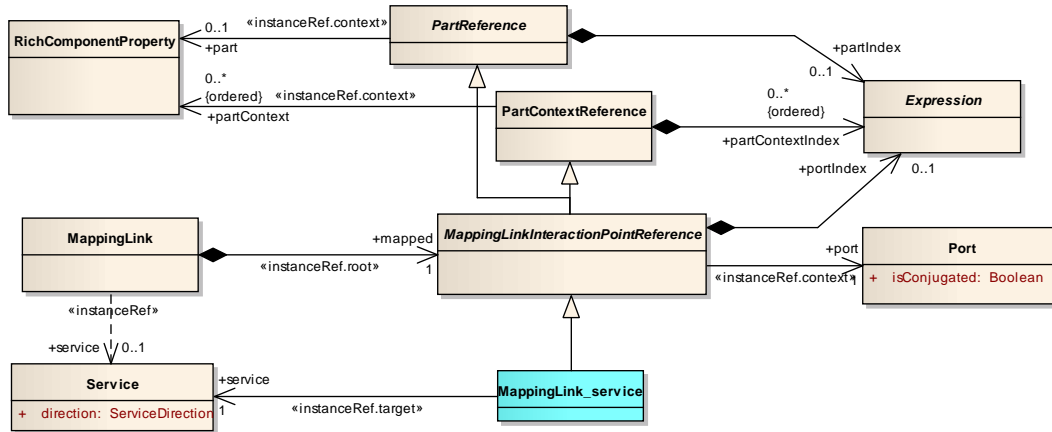 «instanceRef.context»
PartReference
RichComponentProperty
0..1
+part
+partIndex
0..1
0..*
{ordered}
«instanceRef.context»
+partContext
PartContextReference
0..*
{ordered}
+partContextIndex
Expression
+portIndex
0..1
MappingLink
+mapped
«instanceRef.root»
1
MappingLinkInteractionPointReference
+port
«instanceRef.context»
1
Port
+ isConjugated: Boolean
«instanceRef»
+service
0..1
Service
+ direction: ServiceDirection
+service
1
«instanceRef.target»
MappingLink_service